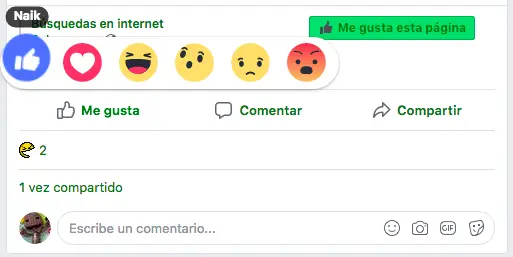 Naik
Búsquedas en internet
Me gusta esta página
Me gusta
Comentar
Compartir
2
1 vez compartido
Escribe un comentario...
GIF